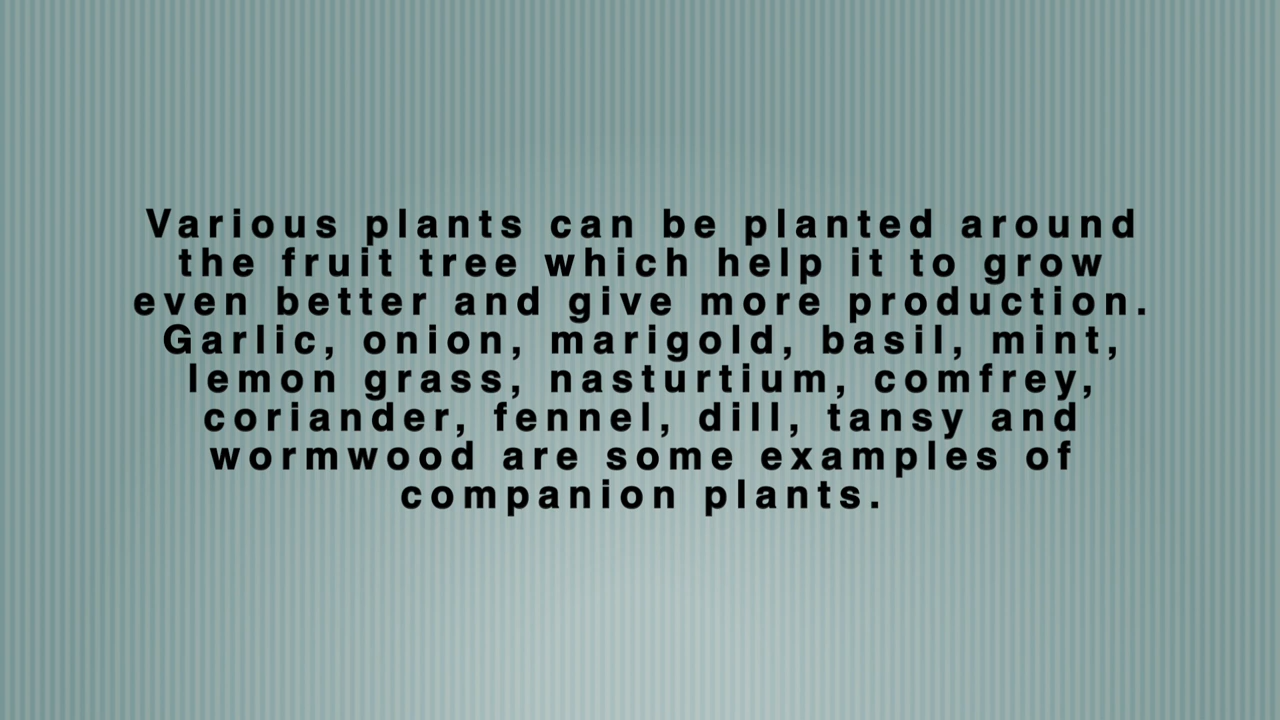 Various plants can be planted around
the fruit tree which help it to grow
even better and give more production.
Garlic, onion, marigold, basil, mint,
lemon grass, nasturtium, comfrey,
coriander, fennel, dill, tansy and
wormwood are some examples of
companion plants.